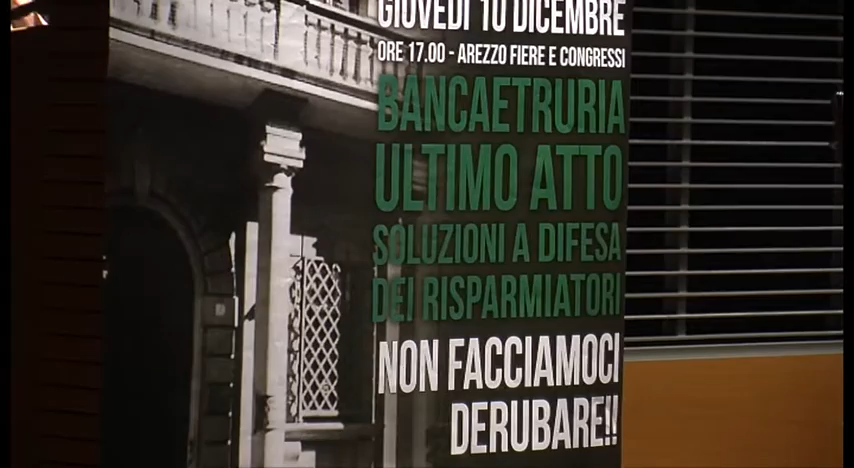 GIOVEDÌ 10 DICEMBRE
ORE 17.00 - AREZZO FIERE E CONGRESSI
BANCAETRURIA
ULTIMO ATTO
SOLUZIONI A DIFESA
DEI RISPARMIATORI
NON FACCIAMOCI
DERUBARE!!